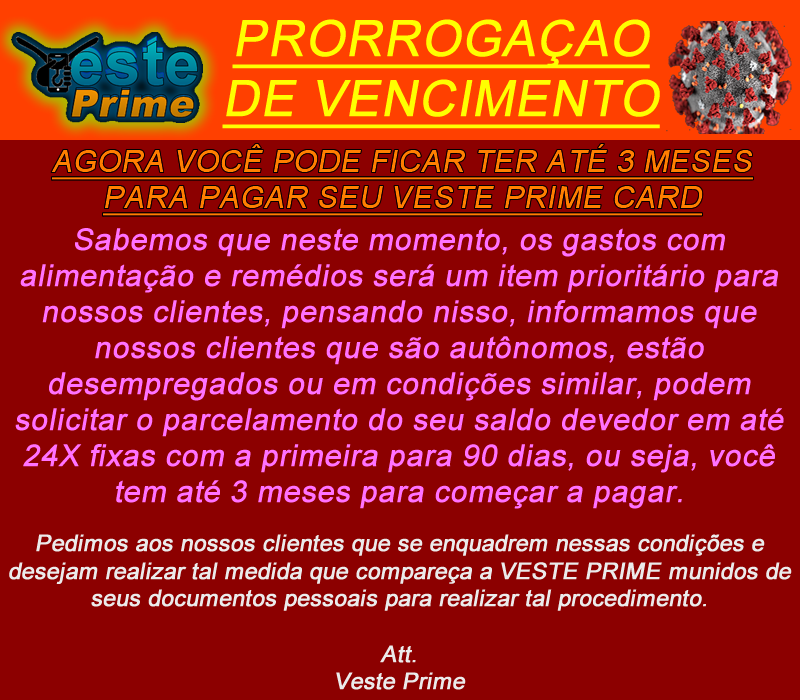 Veste
Prime
PRORROGAÇAO
DE VENCIMENTO
AGORA VOCÊ PODE FICAR TER ATÉ 3 MESES
PARA PAGAR SEU VESTE PRIME CARD
Sabemos que neste momento, os gastos com
alimentação e remédios será um item prioritário para
nossos clientes, pensando nisso, informamos que
nossos clientes que são autônomos, estão
desempregados ou em condições similar, podem
solicitar o parcelamento do seu saldo devedor em até
24X fixas com a primeira para 90 dias, ou seja, você
tem até 3 meses para começar a pagar.
Pedimos aos nossos clientes que se enquadrem nessas condições e
desejam realizar tal medida que compareça a VESTE PRIME munidos de
seus documentos pessoais para realizar tal procedimento.
Att.
Veste Prime